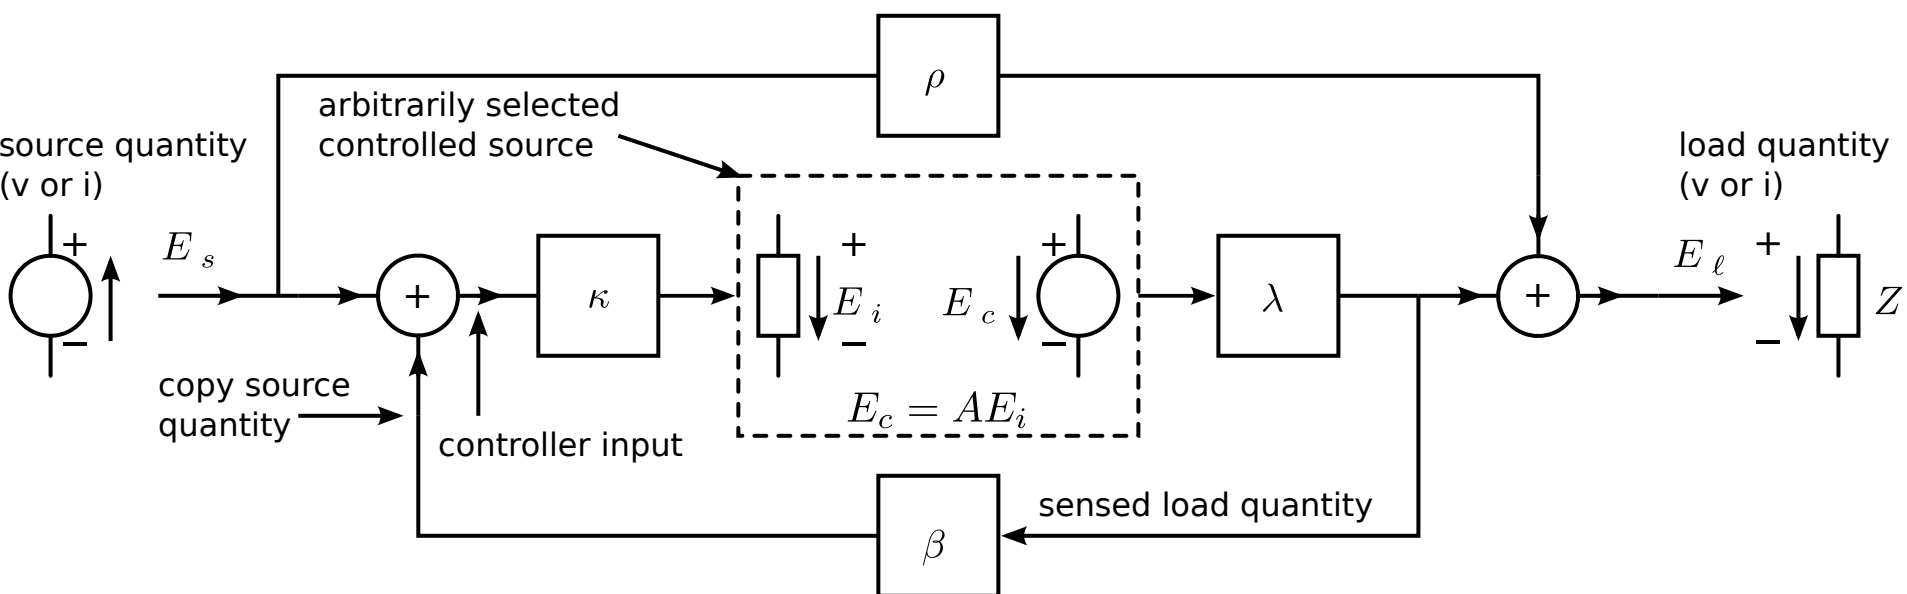 ρ
arbitrarily selected
controlled source
source quantity
(v or i)
load quantity
(v or i)
+
E s
+
κ
+
E i
−
+
E c
−
λ
+
E ℓ
+
−
Z
−
E_c = AE_i
copy source
quantity
controller input
sensed load quantity
β